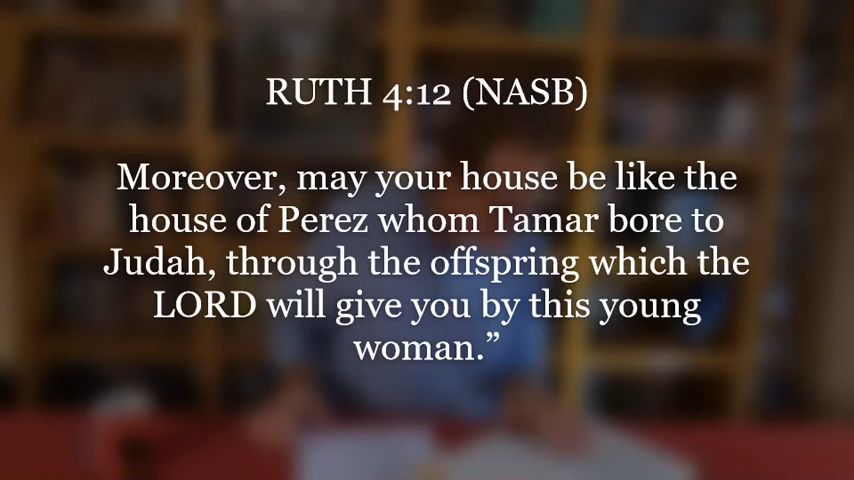 RUTH 4:12 (NASB)
Moreover, may your house be like the
house of Perez whom Tamar bore to
Judah, through the offspring which the
LORD will give you by this young
woman.”